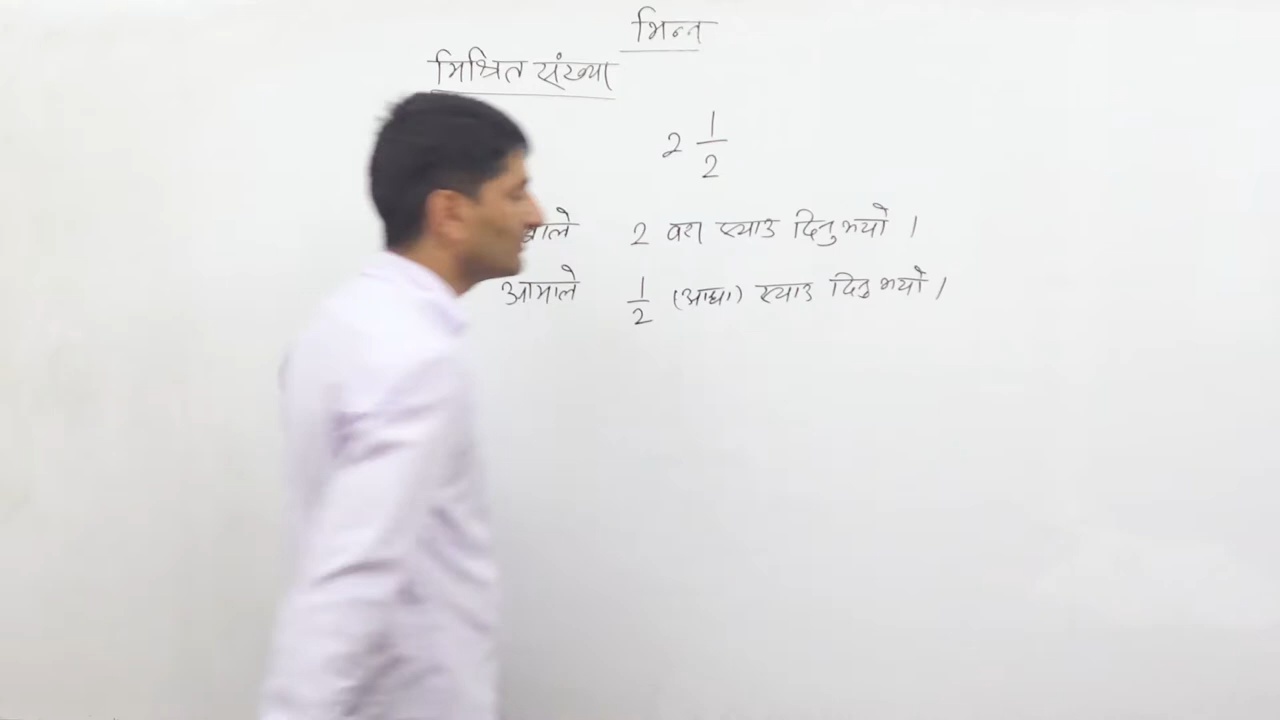 भिन्न
मिश्रित संख्या
2 1/2
बाले 2 वटा स्याउ दिनुभयो ।
आमाले 1/2 (आधा) स्याउ दिनुभयो ।